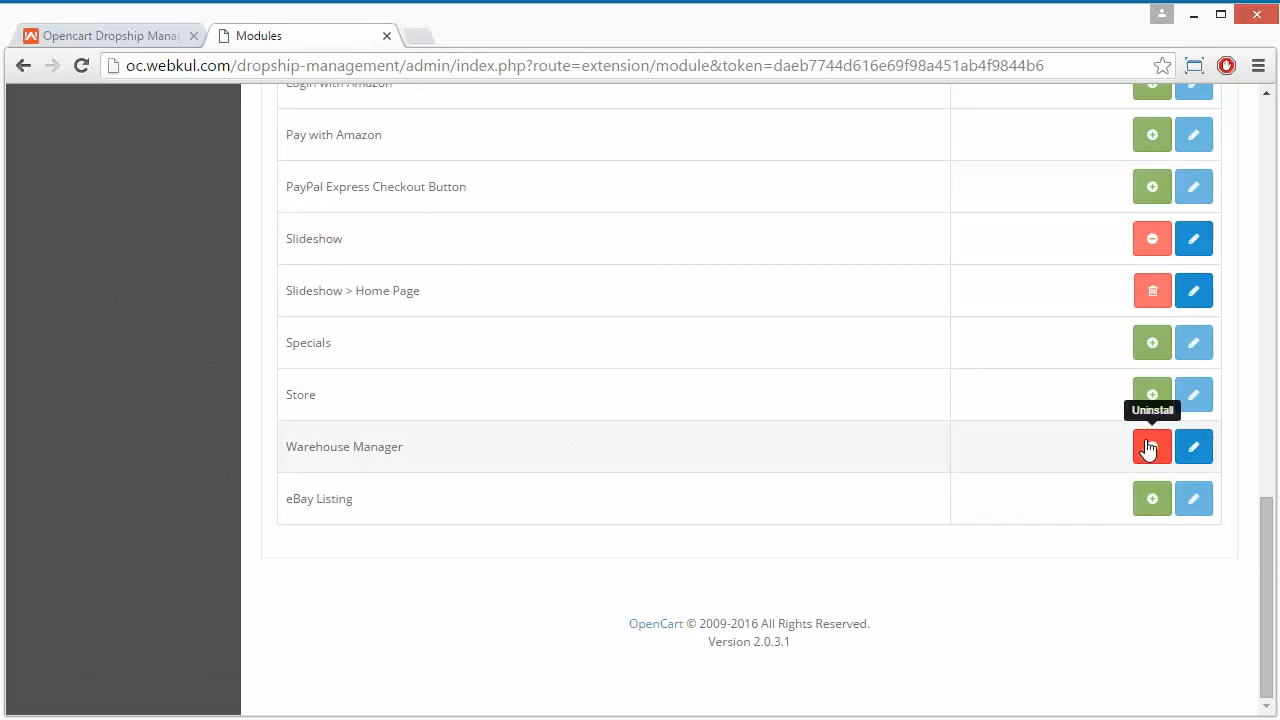 Opencart Dropship Mana
Modules
oc.webkul.com/dropship-management/admin/index.php?route=extension/module&token=daeb7744d616e69f98a451ab4f9844b6
Login with Amazon
Pay with Amazon
PayPal Express Checkout Button
Slideshow
Slideshow > Home Page
Specials
Store
Uninstall
Warehouse Manager
eBay Listing
OpenCart © 2009-2016 All Rights Reserved.
Version 2.0.3.1